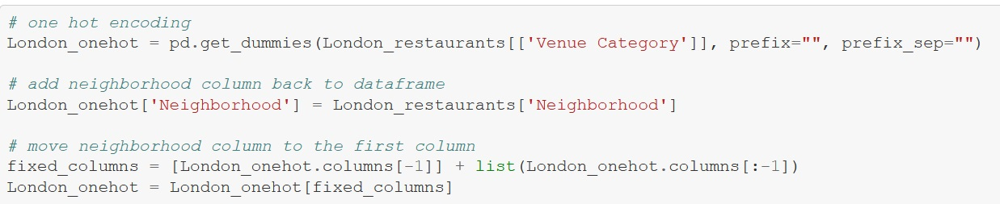 # one hot encoding
London_onehot = pd.get_dummies(London_restaurants[['Venue Category']], prefix="", prefix_sep="")
# add neighborhood column back to dataframe
London_onehot['Neighborhood'] = London_restaurants['Neighborhood']
# move neighborhood column to the first column
fixed_columns = [London_onehot.columns[-1]] + list(London_onehot.columns[:-1])
London_onehot = London_onehot[fixed_columns]